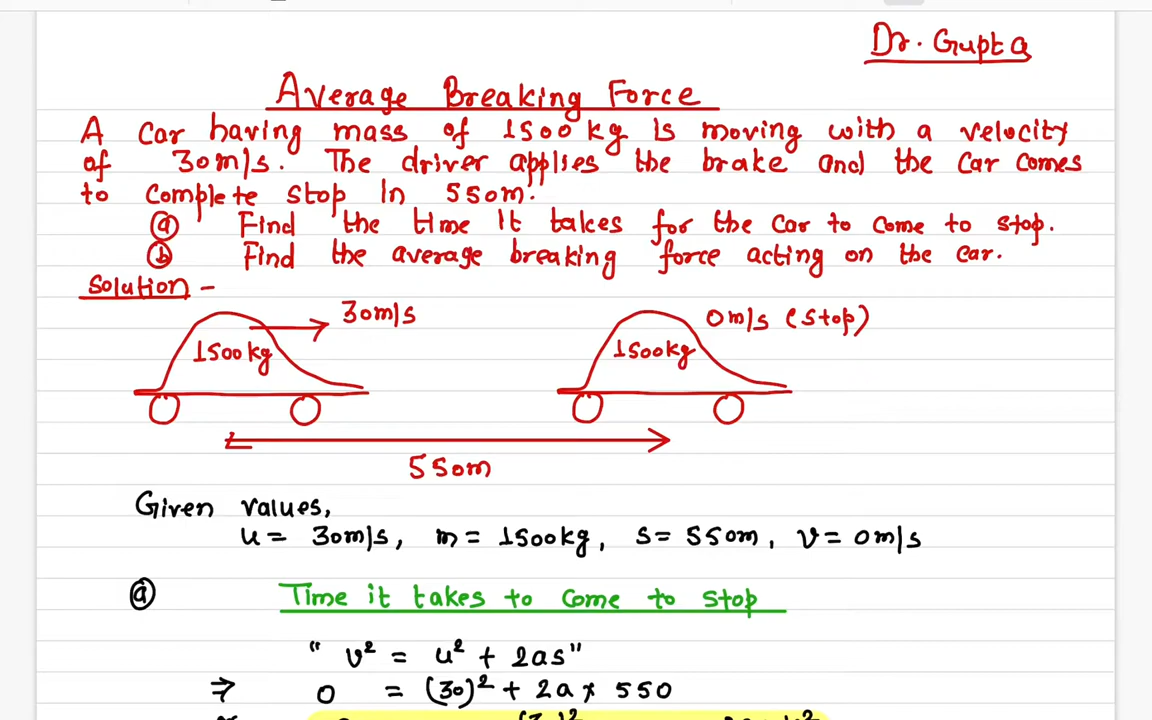 Dr. Gupta
Average Breaking Force
A car having mass of 1500 kg is moving with a velocity
of 30m/s. The driver applies the brake and the car comes
to complete stop in 550m.
(a) Find the time it takes for the car to come to stop.
(b) Find the average breaking force acting on the car.
Solution -
30m/s
0m/s (stop)
1500kg
1500kg
550m
Given values,
u = 30m/s, m = 1500kg, s = 550m, v = 0m/s
(a) Time it takes to come to stop
" v² = u² + 2as"
⇒ 0 = (30)² + 2a × 550